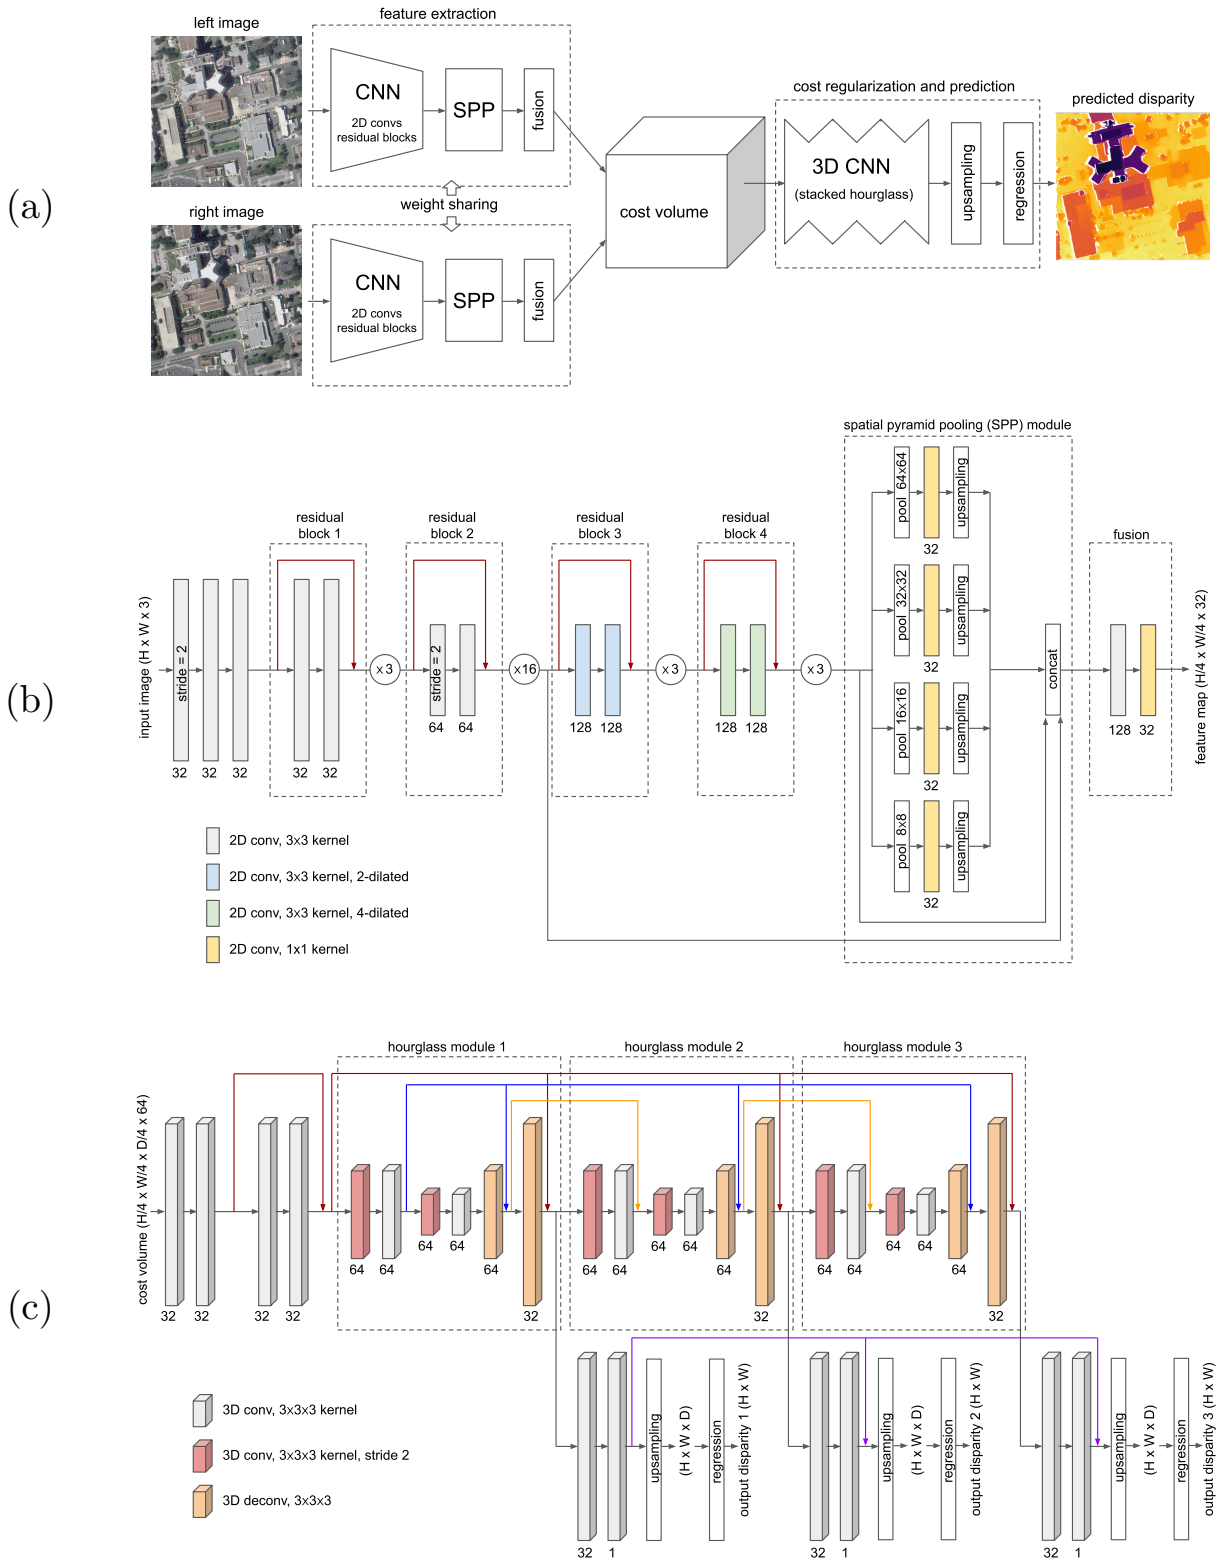 (a)
left image
feature extraction
CNN
2D convs
residual blocks
SPP
fusion
weight sharing
right image
CNN
2D convs
residual blocks
SPP
fusion
cost volume
cost regularization and prediction
3D CNN
(stacked hourglass)
upsampling
regression
predicted disparity
(b)
input image (H x W x 3)
stride = 2
32
32
32
residual
block 1
32
32
x3
residual
block 2
stride = 2
64
64
x16
residual
block 3
128
128
x3
residual
block 4
128
128
x3
spatial pyramid pooling (SPP) module
pool 64x64
32
upsampling
pool 32x32
32
upsampling
pool 16x16
32
upsampling
pool 8x8
32
upsampling
concat
fusion
128
32
feature map (H/4 x W/4 x 32)
2D conv, 3x3 kernel
2D conv, 3x3 kernel, 2-dilated
2D conv, 3x3 kernel, 4-dilated
2D conv, 1x1 kernel
(c)
cost volume (H/4 x W/4 x D/4 x 64)
32
32
32
32
hourglass module 1
64
64
64
64
64
32
hourglass module 2
64
64
64
64
64
32
hourglass module 3
64
64
64
64
64
32
32
1
upsampling
(H x W x D)
regression
output disparity 1 (H x W)
32
1
upsampling
(H x W x D)
regression
output disparity 2 (H x W)
32
1
upsampling
(H x W x D)
regression
output disparity 3 (H x W)
3D conv, 3x3x3 kernel
3D conv, 3x3x3 kernel, stride 2
3D deconv, 3x3x3